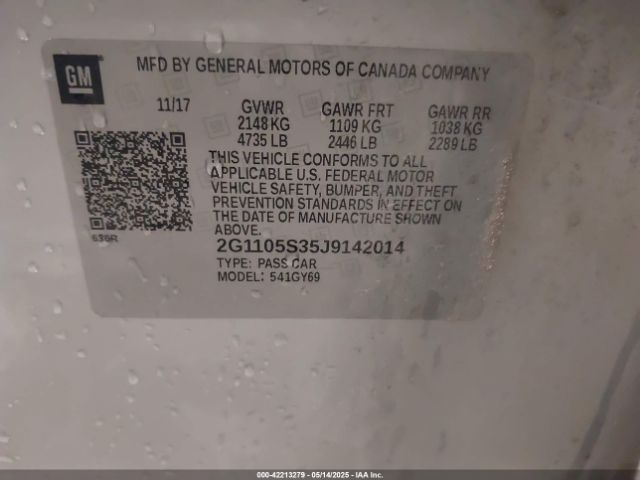 GM
MFD BY GENERAL MOTORS OF CANADA COMPANY
11/17 GVWR GAWR FRT GAWR RR
2148 KG 1109 KG 1038 KG
4735 LB 2446 LB 2289 LB
THIS VEHICLE CONFORMS TO ALL
APPLICABLE U.S. FEDERAL MOTOR
VEHICLE SAFETY, BUMPER, AND THEFT
PREVENTION STANDARDS IN EFFECT ON
THE DATE OF MANUFACTURE SHOWN
ABOVE.
2G1105S35J9142014
TYPE: PASS CAR
MODEL: 541GY69
000-42213279 - 05/14/2025 - IAA Inc.